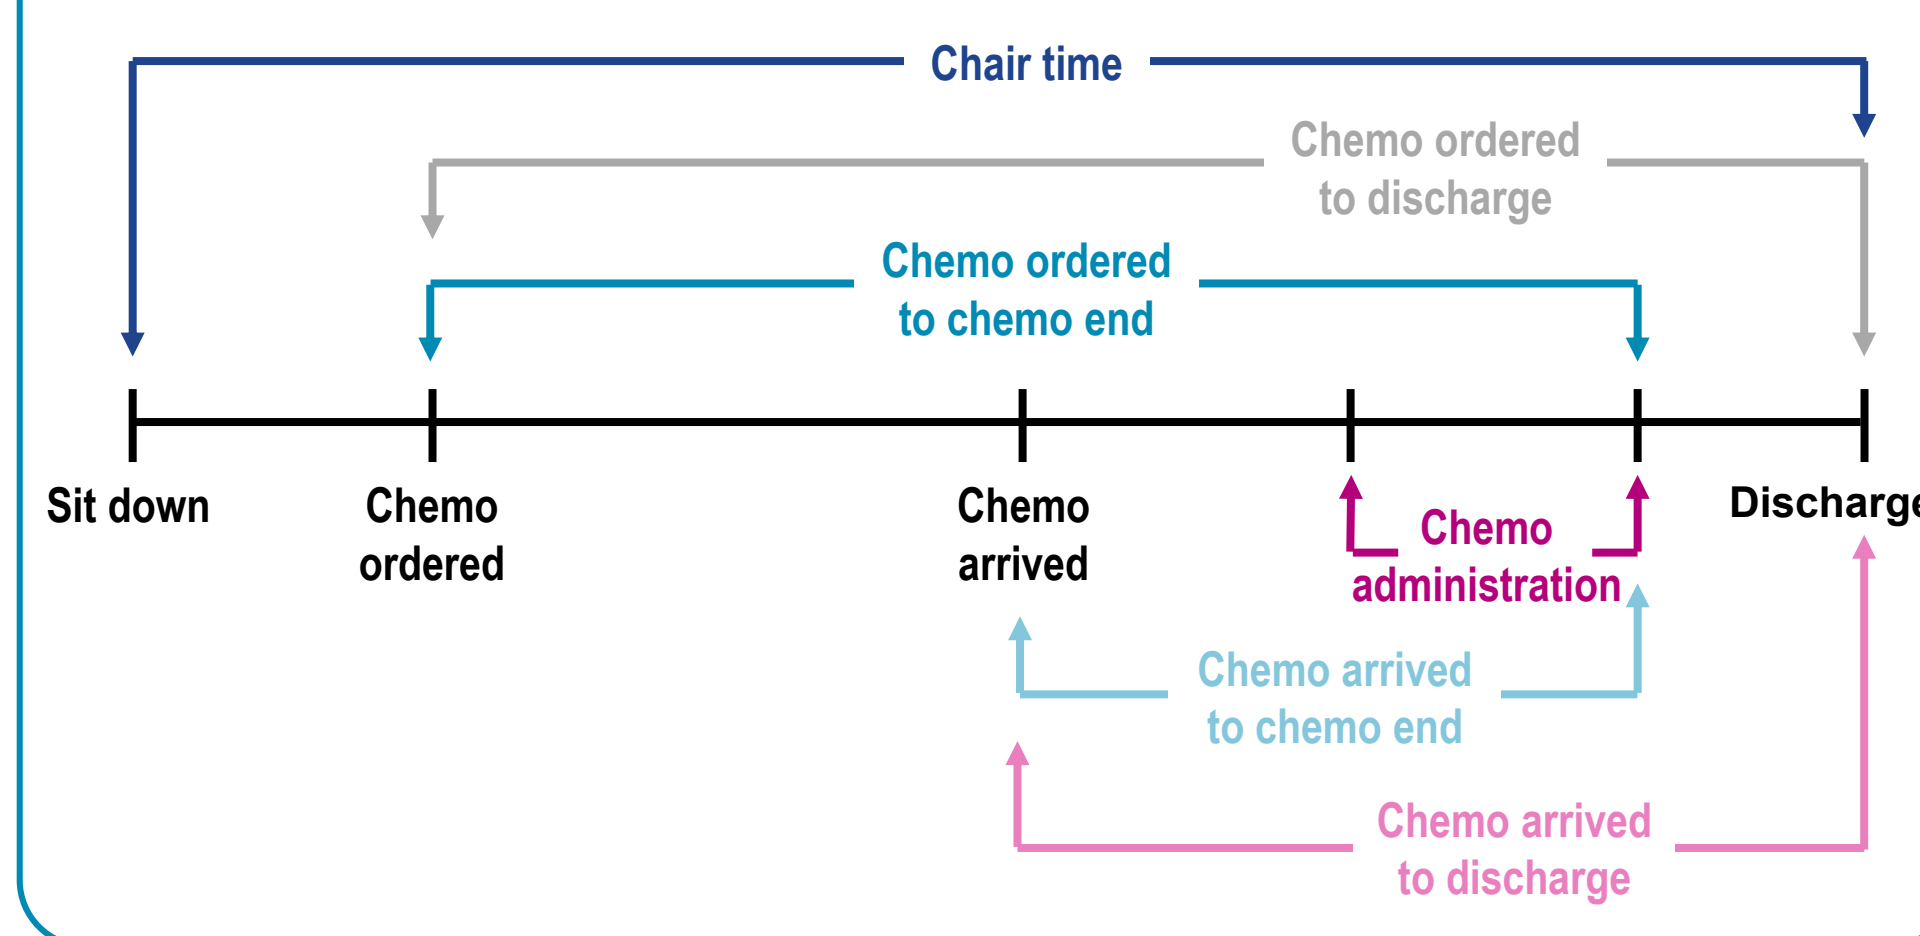 Chair time
Chemo ordered
to discharge
Chemo ordered
to chemo end
Sit down
Chemo
ordered
Chemo
arrived
Chemo
administration
Discharge
Chemo arrived
to chemo end
Chemo arrived
to discharge